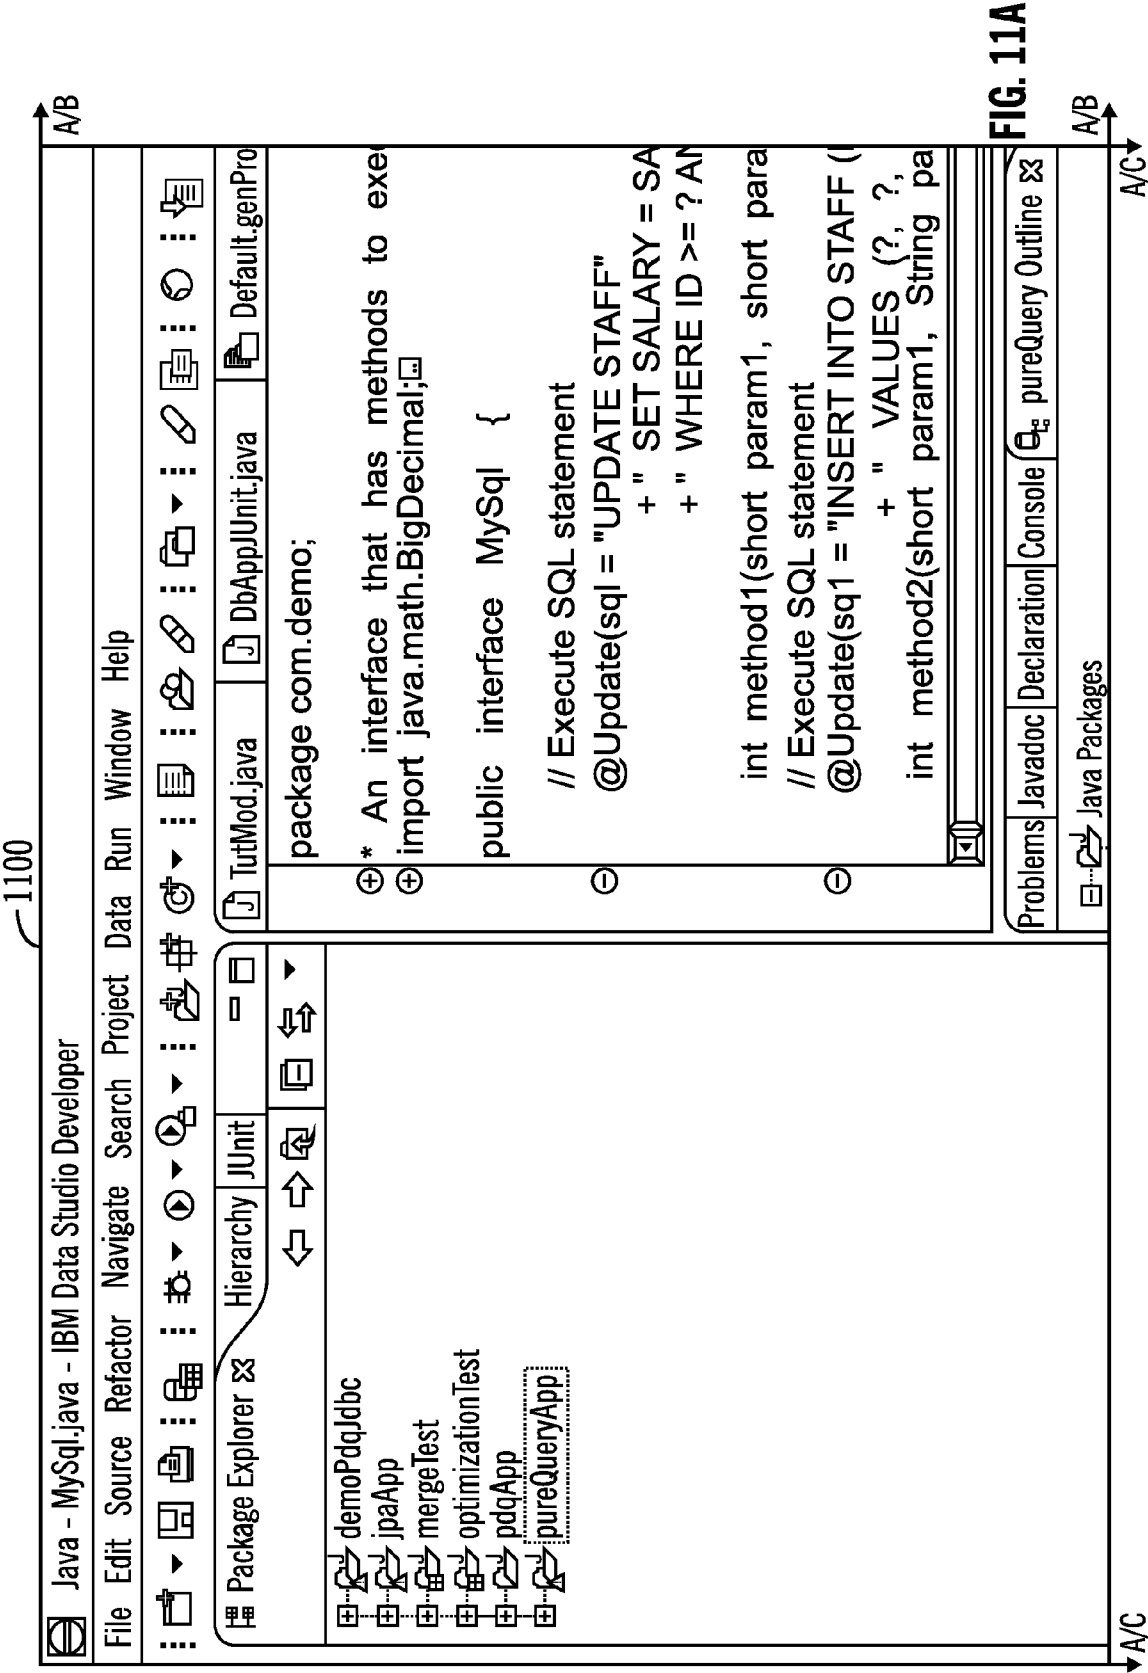 1100
Java - MySql.java - IBM Data Studio Developer
File Edit Source Refactor Navigate Search Project Data Run Window Help
Package Explorer Hierarchy JUnit
demoPdqJdbc
jpaApp
mergeTest
optimizationTest
pdqApp
pureQueryApp
TutMod.java DbAppJUnit.java Default.genPro
package com.demo;
* An interface that has methods to exe
import java.math.BigDecimal;
public interface MySql {
// Execute SQL statement
@Update(sql = "UPDATE STAFF"
+ " SET SALARY = SA
+ " WHERE ID >= ? AN
int method1(short param1, short para
// Execute SQL statement
@Update(sq1 = "INSERT INTO STAFF (
+ " VALUES (?, ?,
int method2(short param1, String pa
Problems Javadoc Declaration Console pureQuery Outline
Java Packages
A/B
A/B
A/C
A/C
FIG. 11A